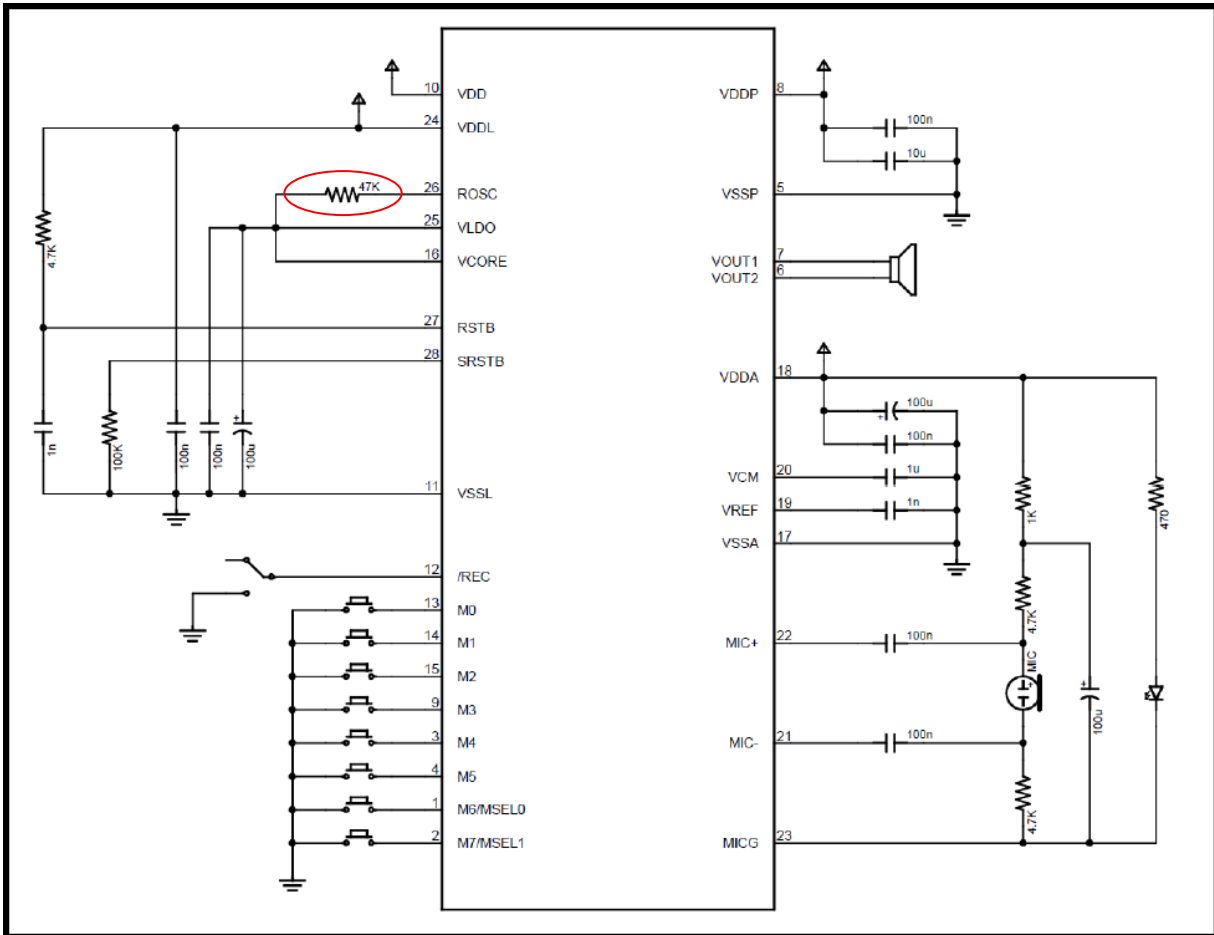 10 VDD
24 VDDL
47K
26 ROSC
25 VLDO
16 VCORE
4.7K
27 RSTB
28 SRSTB
1n
100K
100n
100n
+
100u
11 VSSL
12 /REC
13 M0
14 M1
15 M2
9 M3
3 M4
4 M5
1 M6/MSEL0
2 M7/MSEL1
VDDP 8
100n
10u
VSSP 5
VOUT1 7
VOUT2 6
VDDA 18
+ 100u
100n
VCM 20 1u
VREF 19 1n
VSSA 17
1K
470
4.7K
MIC+ 22 100n
MIC
+
+
100u
MIC- 21 100n
4.7K
MICG 23